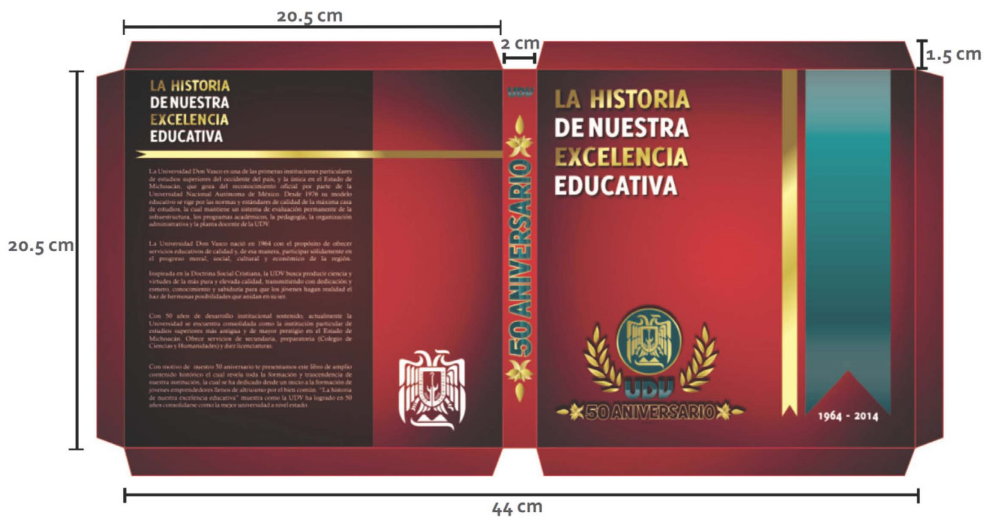 20.5 cm
2 cm
1.5 cm
20.5 cm
LA HISTORIA
DE NUESTRA
EXCELENCIA
EDUCATIVA
La Universidad Don Vasco es una de las primeras instituciones particulares
de estudios superiores del occidente del país, y la única en el Estado de
Michoacán, que goza del reconocimiento oficial por parte de la
Universidad Nacional Autónoma de México. Desde 1976 su modelo
educativo se rige por las normas y estándares de calidad de la máxima casa
de estudios, la cual mantiene un sistema de evaluación permanente de la
infraestructura, los programas académicos, la pedagogía, la organización
administrativa y la planta docente de la UDV.
La Universidad Don Vasco nació en 1964 con el propósito de ofrecer
servicios educativos de calidad y, de esa manera, participar sólidamente en
el progreso moral, social, cultural y económico de la región.
Inspirada en la Doctrina Social Cristiana, la UDV busca producir ciencia y
virtudes de la más pura y elevada calidad, transmitiendo con dedicación y
esmero, conocimiento y sabiduría para que los jóvenes hagan realidad el
haz de hermosas posibilidades que anidan en su ser.
Con 50 años de desarrollo institucional sostenido, actualmente la
Universidad se encuentra consolidada como la institución particular de
estudios superiores más antigua y de mayor prestigio en el Estado de
Michoacán. Ofrece servicios de secundaria, preparatoria (Colegio de
Ciencias y Humanidades) y diez licenciaturas.
Con motivo de nuestro 50 aniversario te presentamos este libro de amplio
contenido histórico el cual revela toda la formación y trascendencia de
nuestra institución, la cual se ha dedicado desde un inicio a la formación de
jóvenes emprendedores llenos de altruismo por el bien común. "La historia
de nuestra excelencia educativa" muestra como la UDV ha logrado en 50
años consolidarse como la mejor universidad a nivel estado.
UDV
50 ANIVERSARIO
LA HISTORIA
DE NUESTRA
EXCELENCIA
EDUCATIVA
UDV
50 ANIVERSARIO
1964 - 2014
44 cm